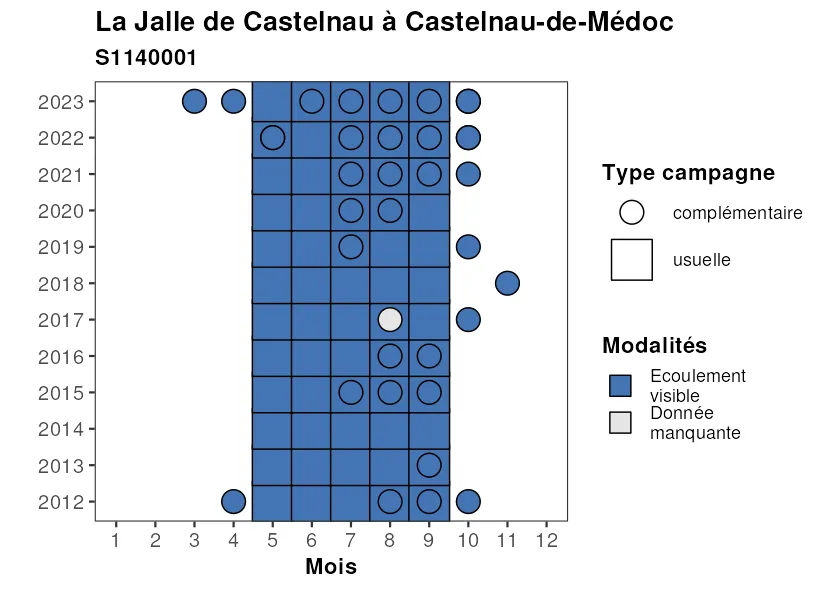 La Jalle de Castelnau à Castelnau-de-Médoc
S1140001
2023
2022
2021
2020
2019
2018
2017
2016
2015
2014
2013
2012
1 2 3 4 5 6 7 8 9 10 11 12
Mois
Type campagne
complémentaire
usuelle
Modalités
Ecoulement
visible
Donnée
manquante